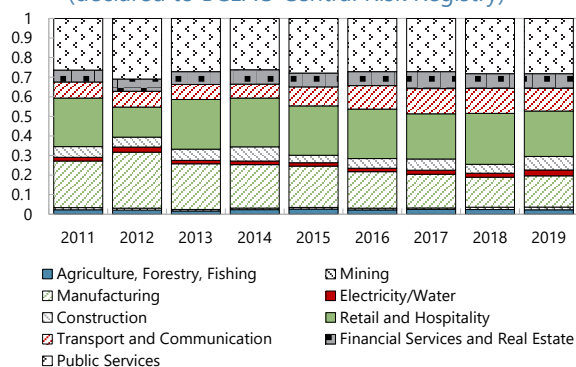 1
0.9
0.8
0.7
0.6
0.5
0.4
0.3
0.2
0.1
0
2011 2012 2013 2014 2015 2016 2017 2018 2019
Agriculture, Forestry, Fishing Mining
Manufacturing Electricity/Water
Construction Retail and Hospitality
Transport and Communication Financial Services and Real Estate
Public Services